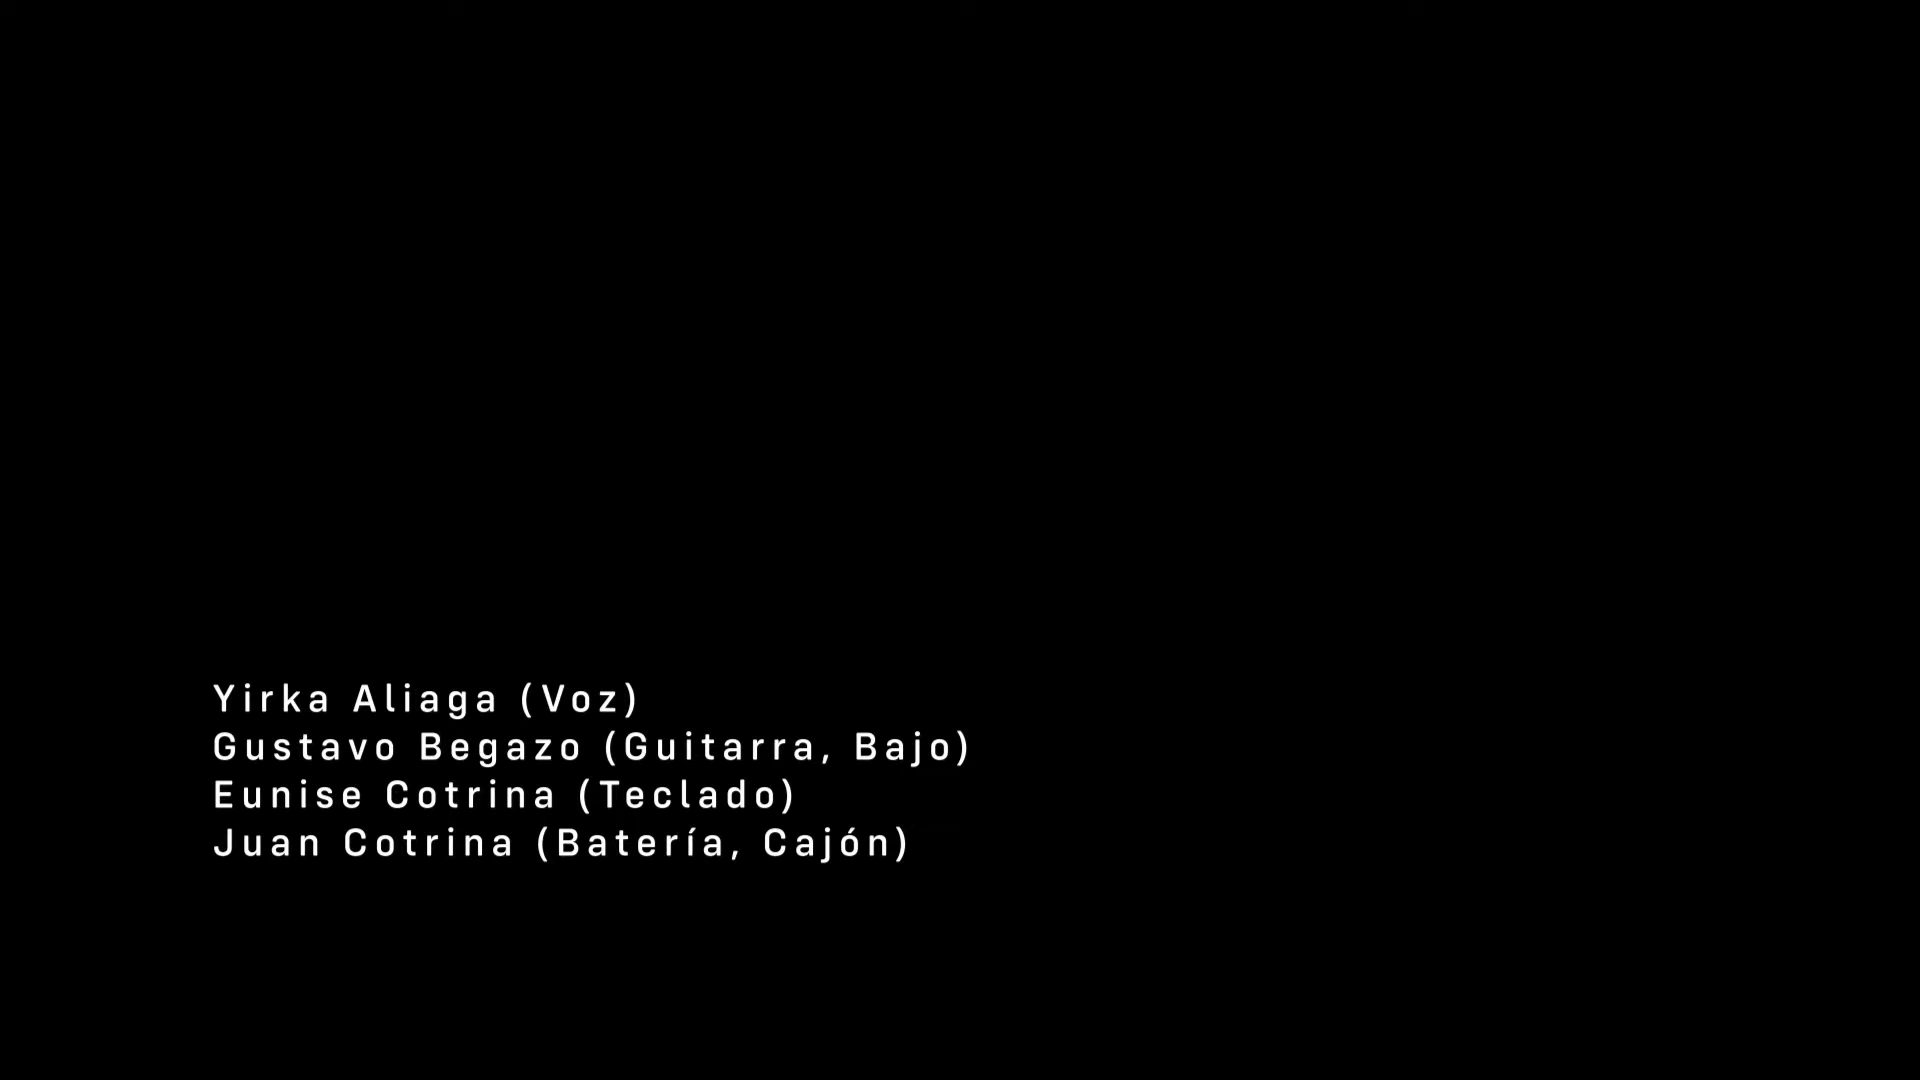 Yirka Aliaga (Voz)
Gustavo Begazo (Guitarra, Bajo)
Eunise Cotrina (Teclado)
Juan Cotrina (Batería, Cajón)